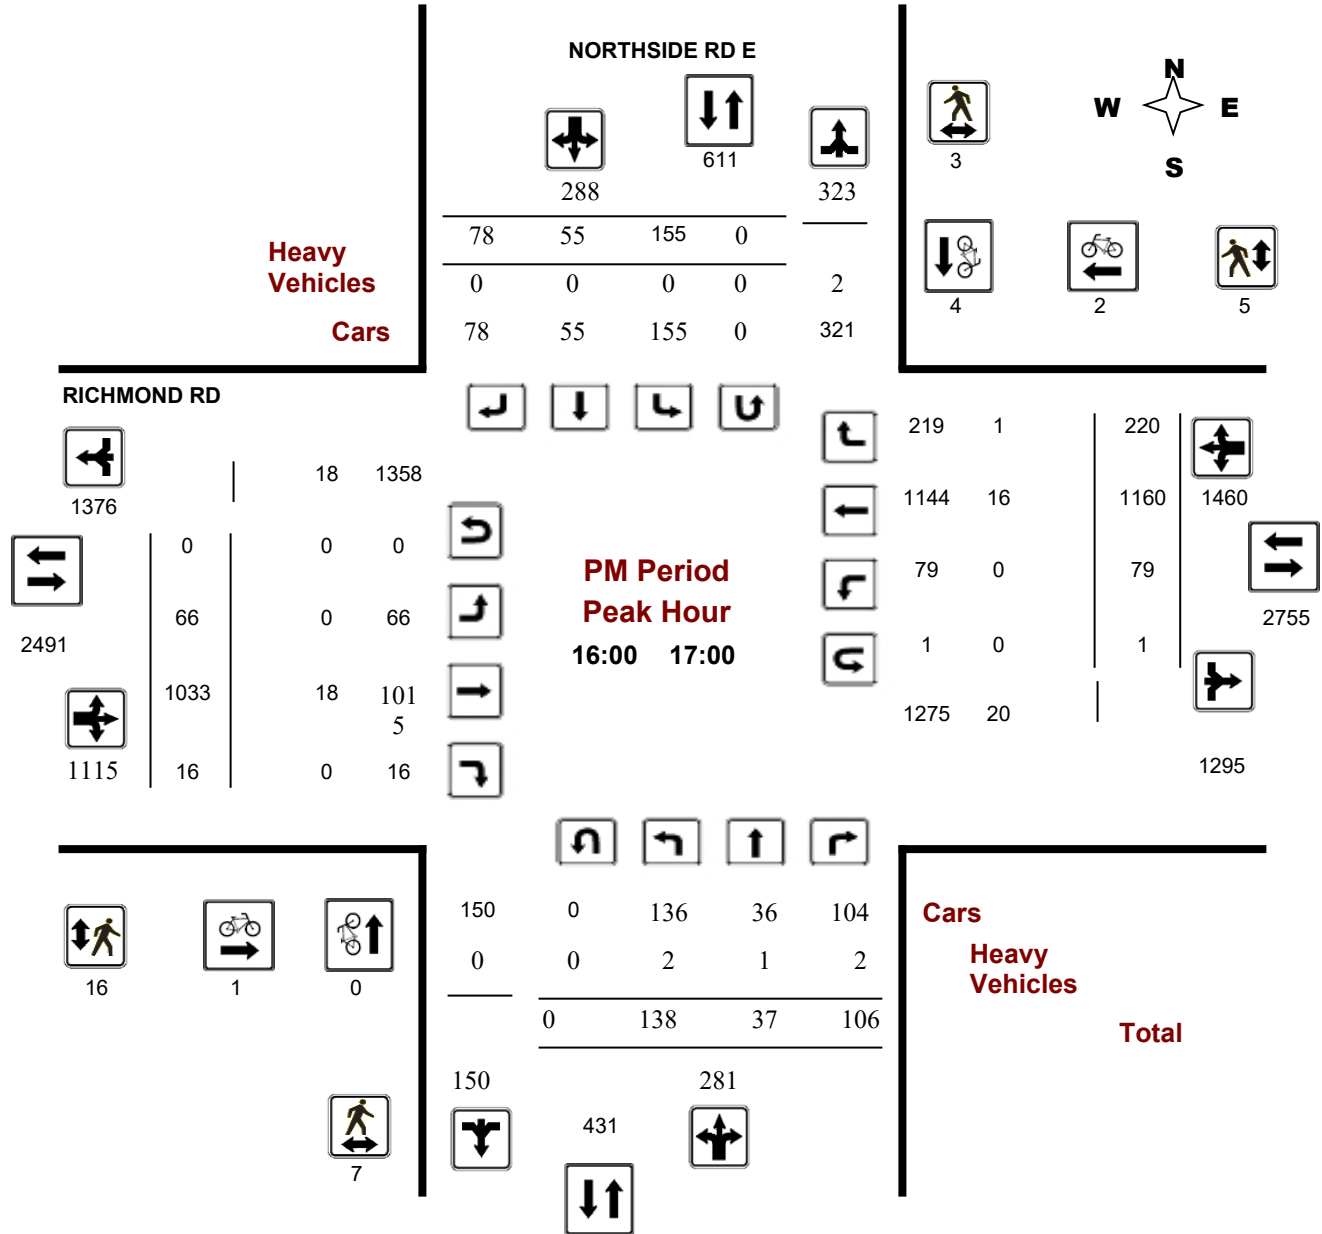 NORTHSIDE RD E
N
W E
S
611
3
288 323
78 55 155 0
Heavy
Vehicles
0 0 0 0 2
4 2 5
Cars
78 55 155 0 321
RICHMOND RD
219 1 220
18 1358
1376
1144 16 1160 1460
0 0 0
PM Period
79 0 79
Peak Hour
66 0 66
2755
2491
16:00 17:00
1 0 1
1033 18 101
5
1275 20
1115 16 0 16
1295
150 0 136 36 104
Cars
0 0 2 1 2
Heavy
Vehicles
16 1 0
0 138 37 106
Total
150 281
431
7